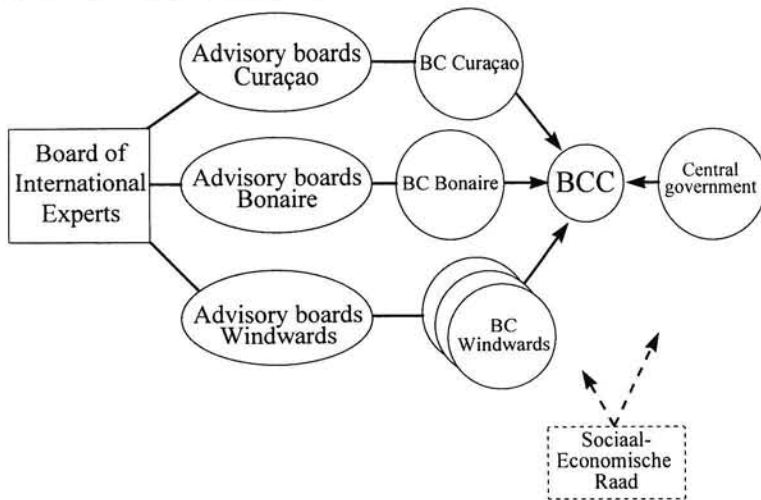 Advisory boards
Curaçao
BC Curaçao
Board of
International
Experts
Advisory boards
Bonaire
BC Bonaire
BCC
Central
government
Advisory boards
Windwards
BC
Windwards
Sociaal-
Economische
Raad